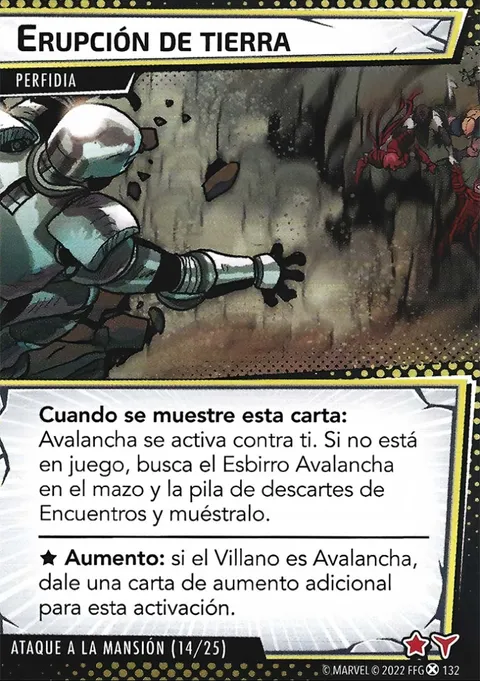 ERUPCIÓN DE TIERRA
PERFIDIA
Cuando se muestre esta carta:
Avalancha se activa contra ti. Si no está
en juego, busca el Esbirro Avalancha
en el mazo y la pila de descartes de
Encuentros y muéstralo.
★ Aumento: si el Villano es Avalancha,
dale una carta de aumento adicional
para esta activación.
ATAQUE A LA MANSIÓN (14/25)
© MARVEL © 2022 FFG 132